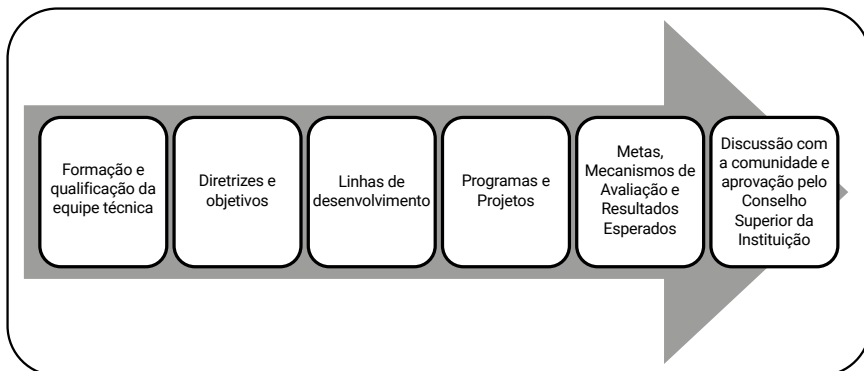 Formação e
qualificação da
equipe técnica
Diretrizes e
objetivos
Linhas de
desenvolvimento
Programas e
Projetos
Metas,
Mecanismos de
Avaliação e
Resultados
Esperados
Discussão com
a comunidade e
aprovação pelo
Conselho
Superior da
Instituição